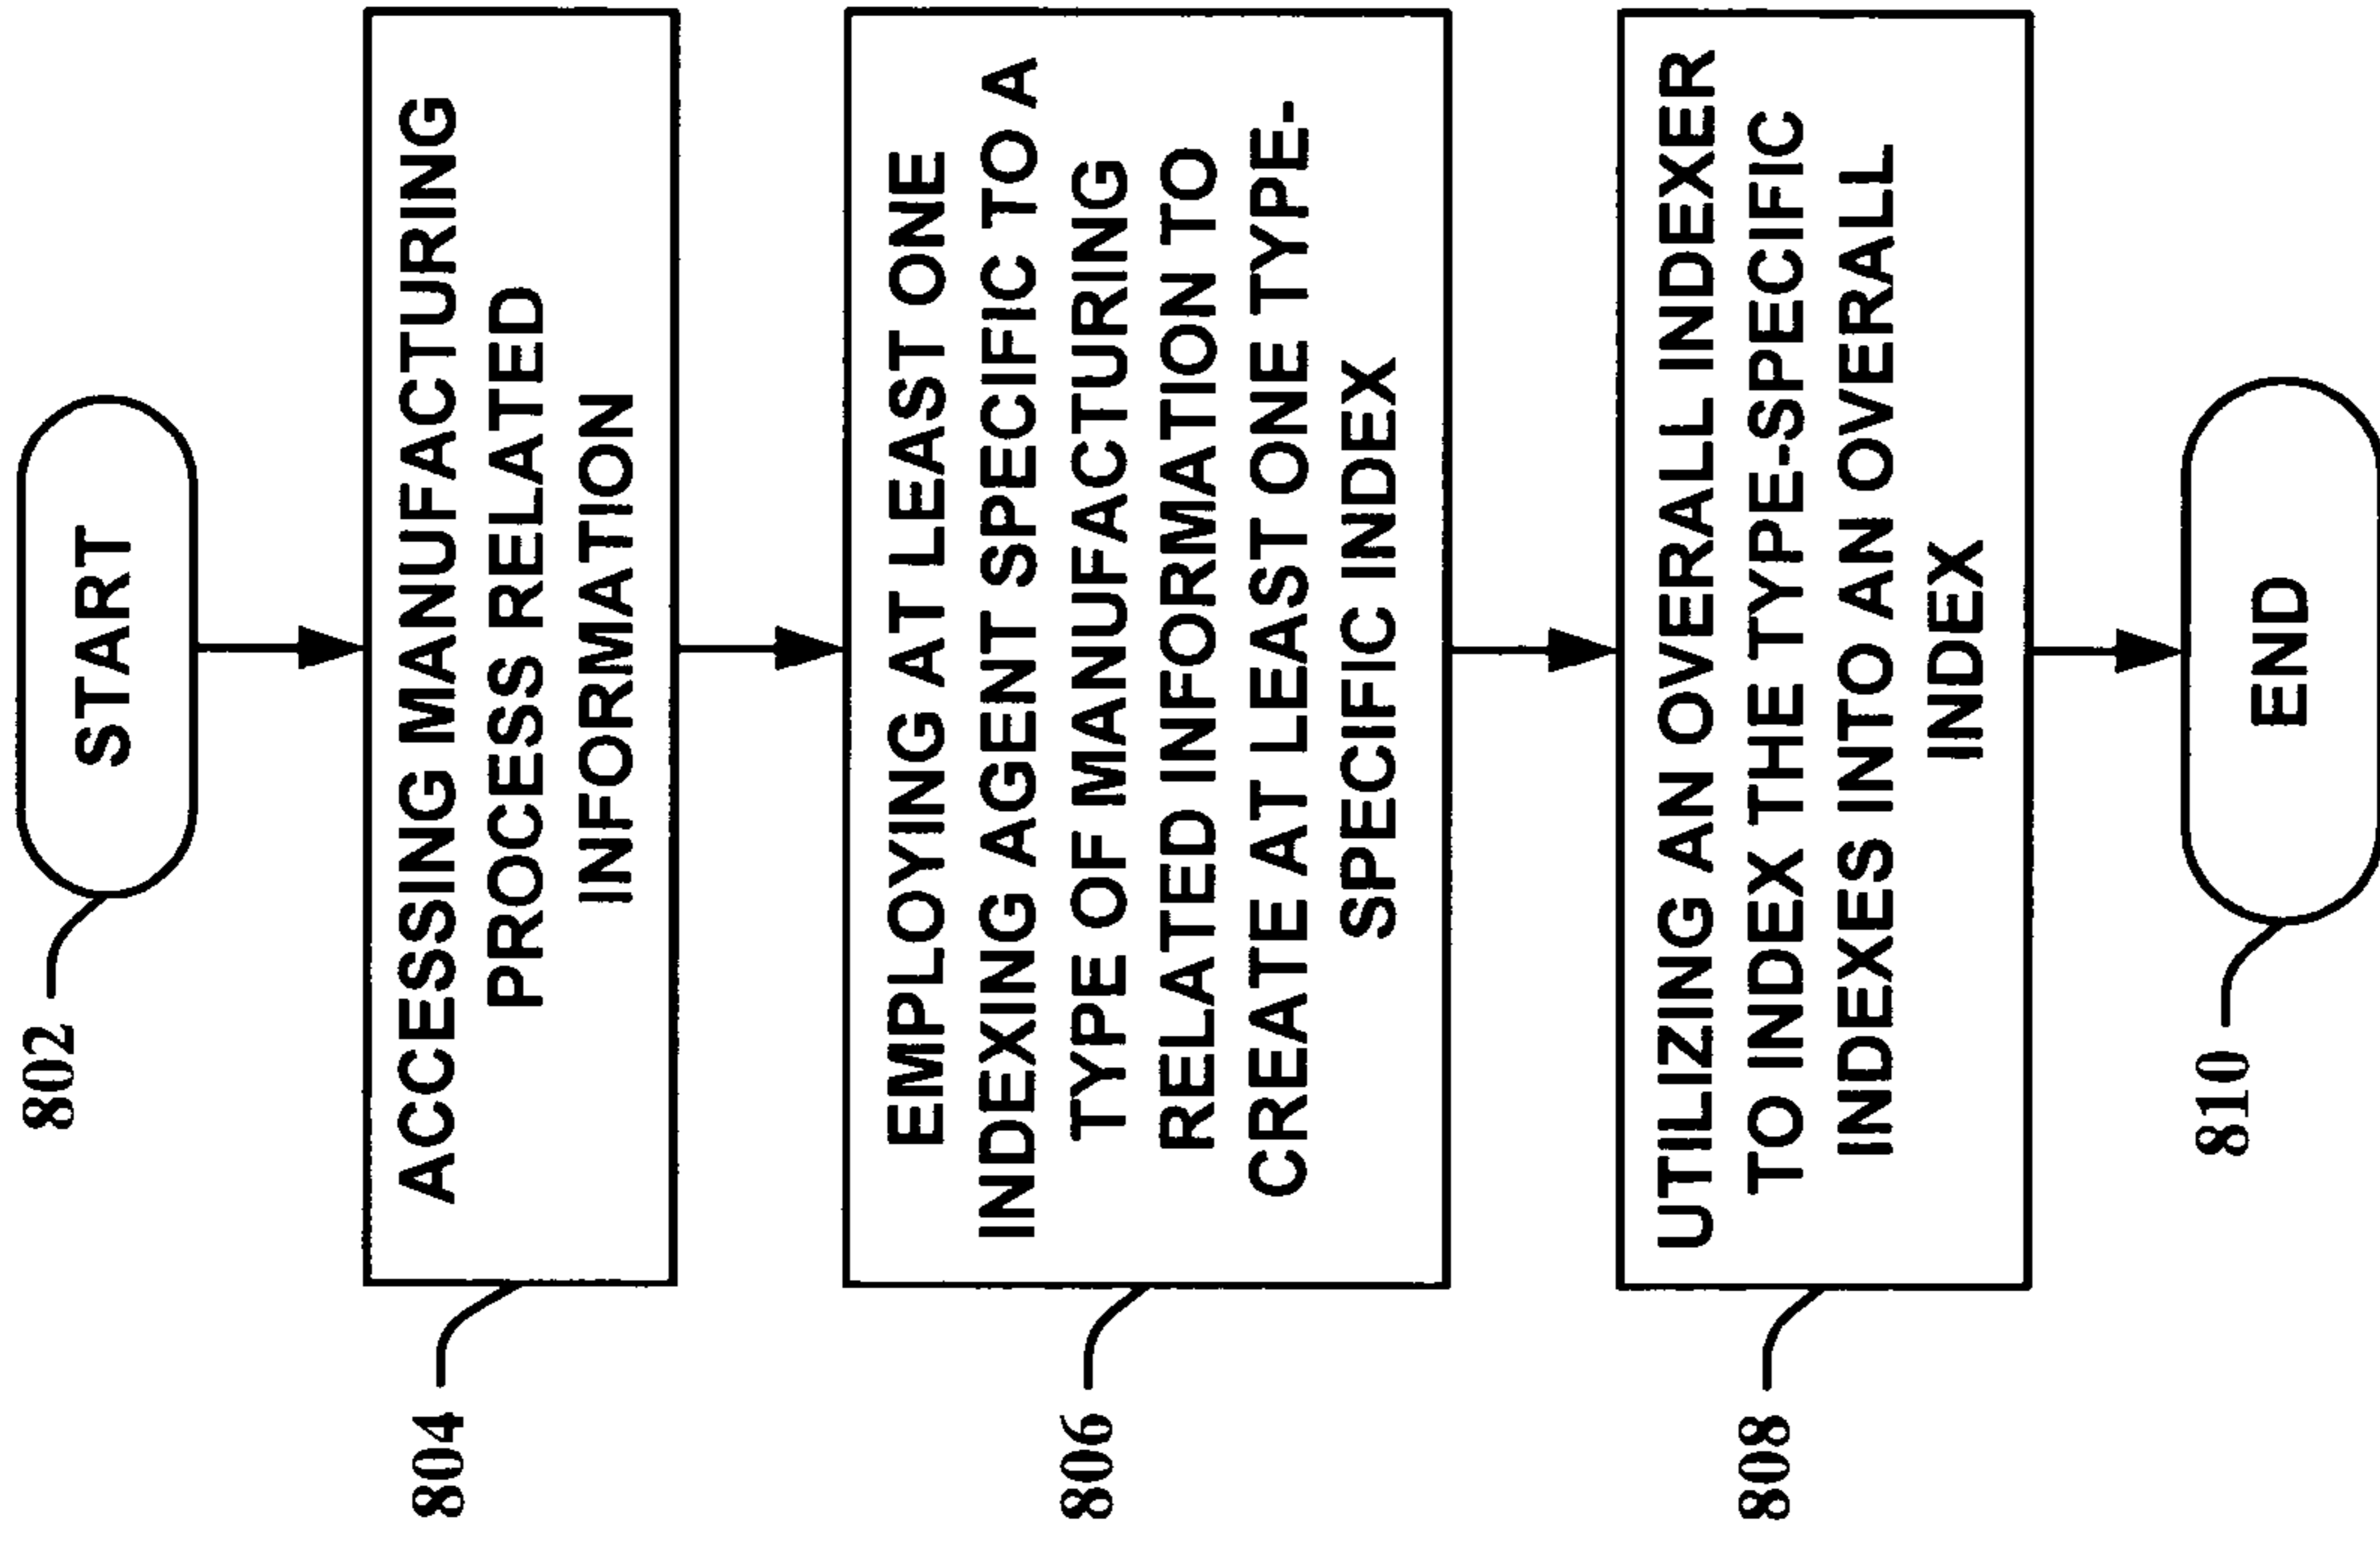 802
START
804
ACCESSING MANUFACTURING
PROCESS RELATED
INFORMATION
806
EMPLOYING AT LEAST ONE
INDEXING AGENT SPECIFIC TO A
TYPE OF MANUFACTURING
RELATED INFORMATION TO
CREATE AT LEAST ONE TYPE-
SPECIFIC INDEX
808
UTILIZING AN OVERALL INDEXER
TO INDEX THE TYPE-SPECIFIC
INDEXES INTO AN OVERALL
INDEX
810
END